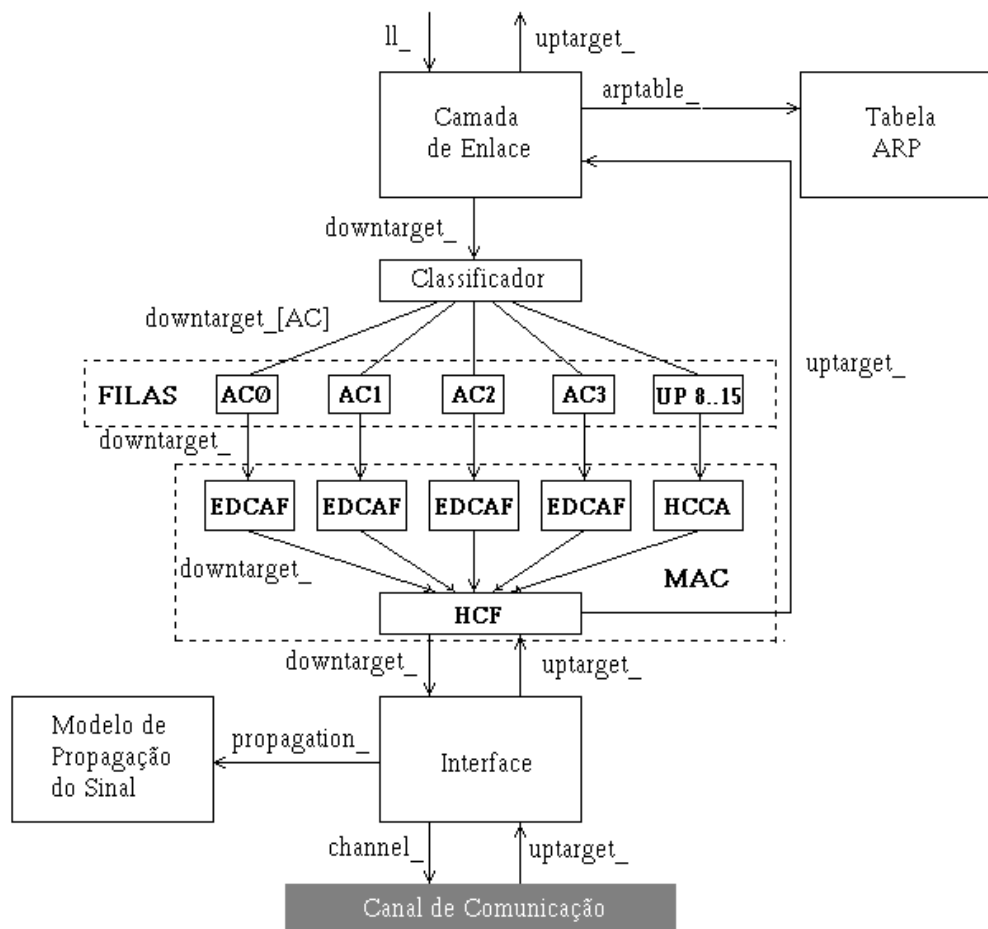 ll_
uptarget_
Camada
de Enlace
arptable_
Tabela
ARP
downtarget_
Classificador
downtarget_[AC]
uptarget_
FILAS
AC0
AC1
AC2
AC3
UP 8..15
downtarget_
EDCAF
EDCAF
EDCAF
EDCAF
HCCA
downtarget_
MAC
HCF
downtarget_
uptarget_
Modelo de
Propagação
do Sinal
propagation_
Interface
channel_
uptarget_
Canal de Comunicação